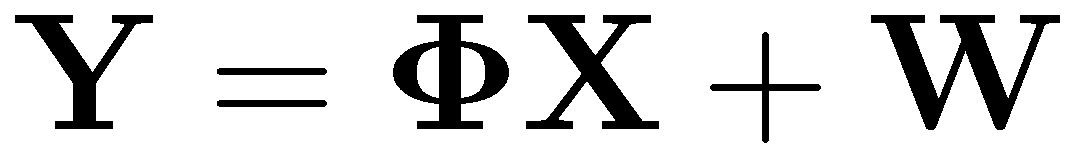 𝐘 = 𝚽𝐗 + 𝐖